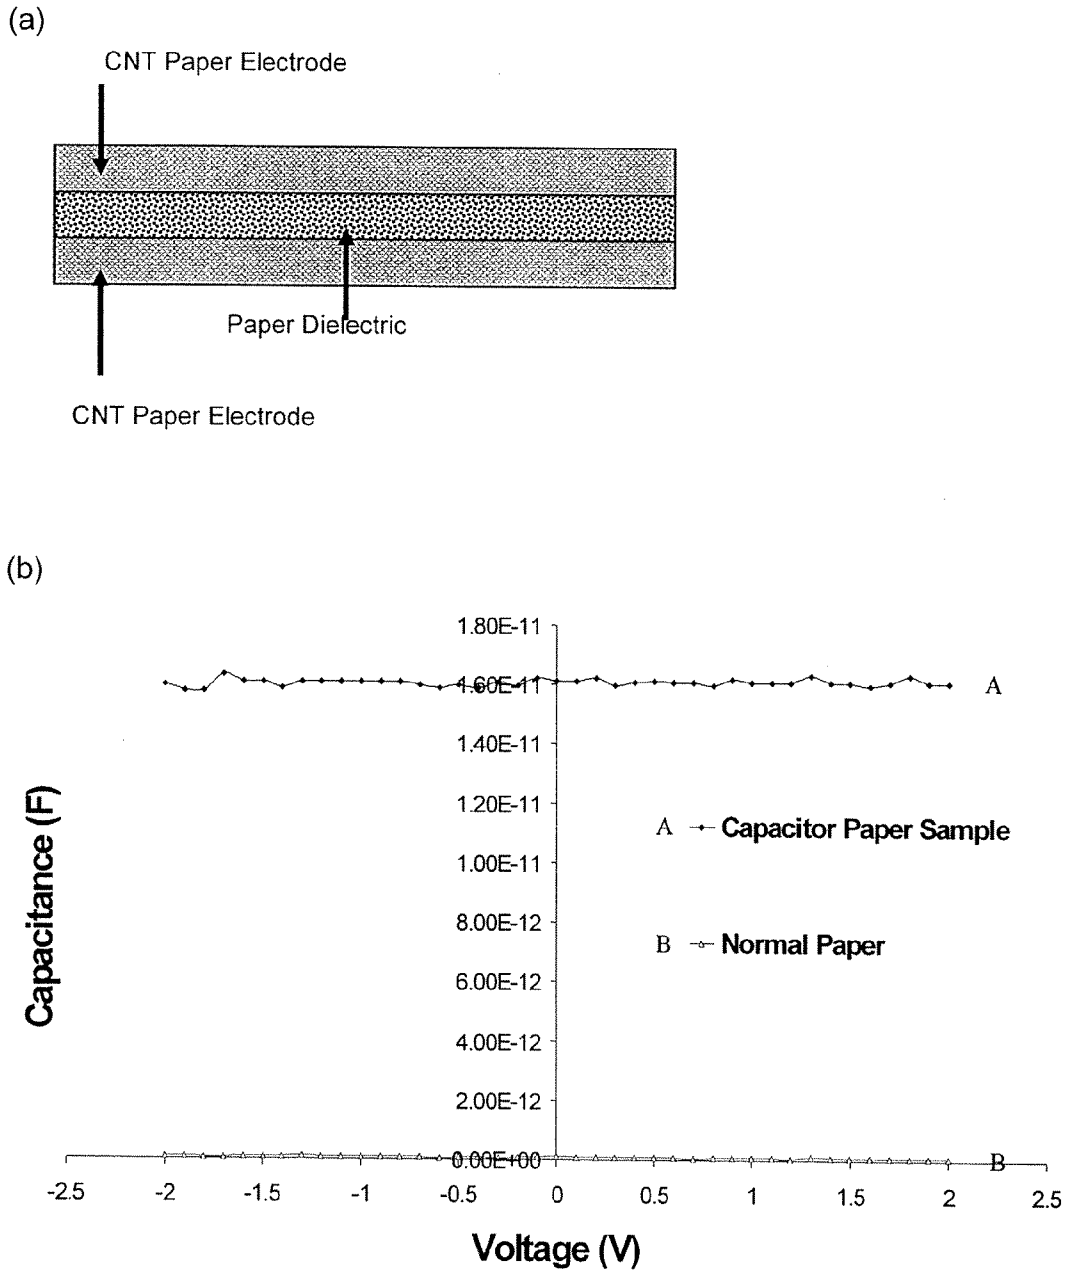 (a)
CNT Paper Electrode
Paper Dielectric
CNT Paper Electrode
(b)
1.80E-11
1.60E-11
A
1.40E-11
1.20E-11
A Capacitor Paper Sample
1.00E-11
8.00E-12
B Normal Paper
6.00E-12
4.00E-12
2.00E-12
0.00E+00
B
-2.5 -2 -1.5 -1 -0.5 0 0.5 1 1.5 2 2.5
Capacitance (F)
Voltage (V)